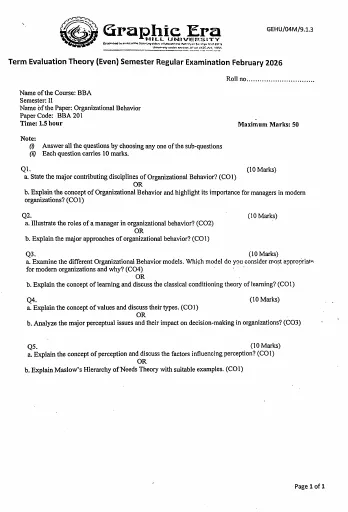 GEHU/04M/9.1.3
Graphic Era
HILL UNIVERSITY
Term Evaluation Theory (Even) Semester Regular Examination February 2026
Roll no..............................
Name of the Course: BBA
Semester: II
Name of the Paper: Organizational Behavior
Paper Code: BBA 201
Time: 1.5 hour Maximum Marks: 50
Note:
(i) Answer all the questions by choosing any one of the sub-questions
(ii) Each question carries 10 marks.
Q1. (10 Marks)
a. State the major contributing disciplines of Organizational Behavior? (CO1)
OR
b. Explain the concept of Organizational Behavior and highlight its importance for managers in modern
organizations? (CO1)
Q2. (10 Marks)
a. Illustrate the roles of a manager in organizational behavior? (CO2)
OR
b. Explain the major approaches of organizational behavior? (CO1)
Q3. (10 Marks)
a. Examine the different Organizational Behavior models. Which model do you consider most appropriate
for modern organizations and why? (CO4)
OR
b. Explain the concept of learning and discuss the classical conditioning theory of learning? (CO1)
Q4. (10 Marks)
a. Explain the concept of values and discuss their types. (CO1)
OR
b. Analyze the major perceptual issues and their impact on decision-making in organizations? (CO3)
Q5. (10 Marks)
a. Explain the concept of perception and discuss the factors influencing perception? (CO1)
OR
b. Explain Maslow's Hierarchy of Needs Theory with suitable examples. (CO1)
Page 1 of 1